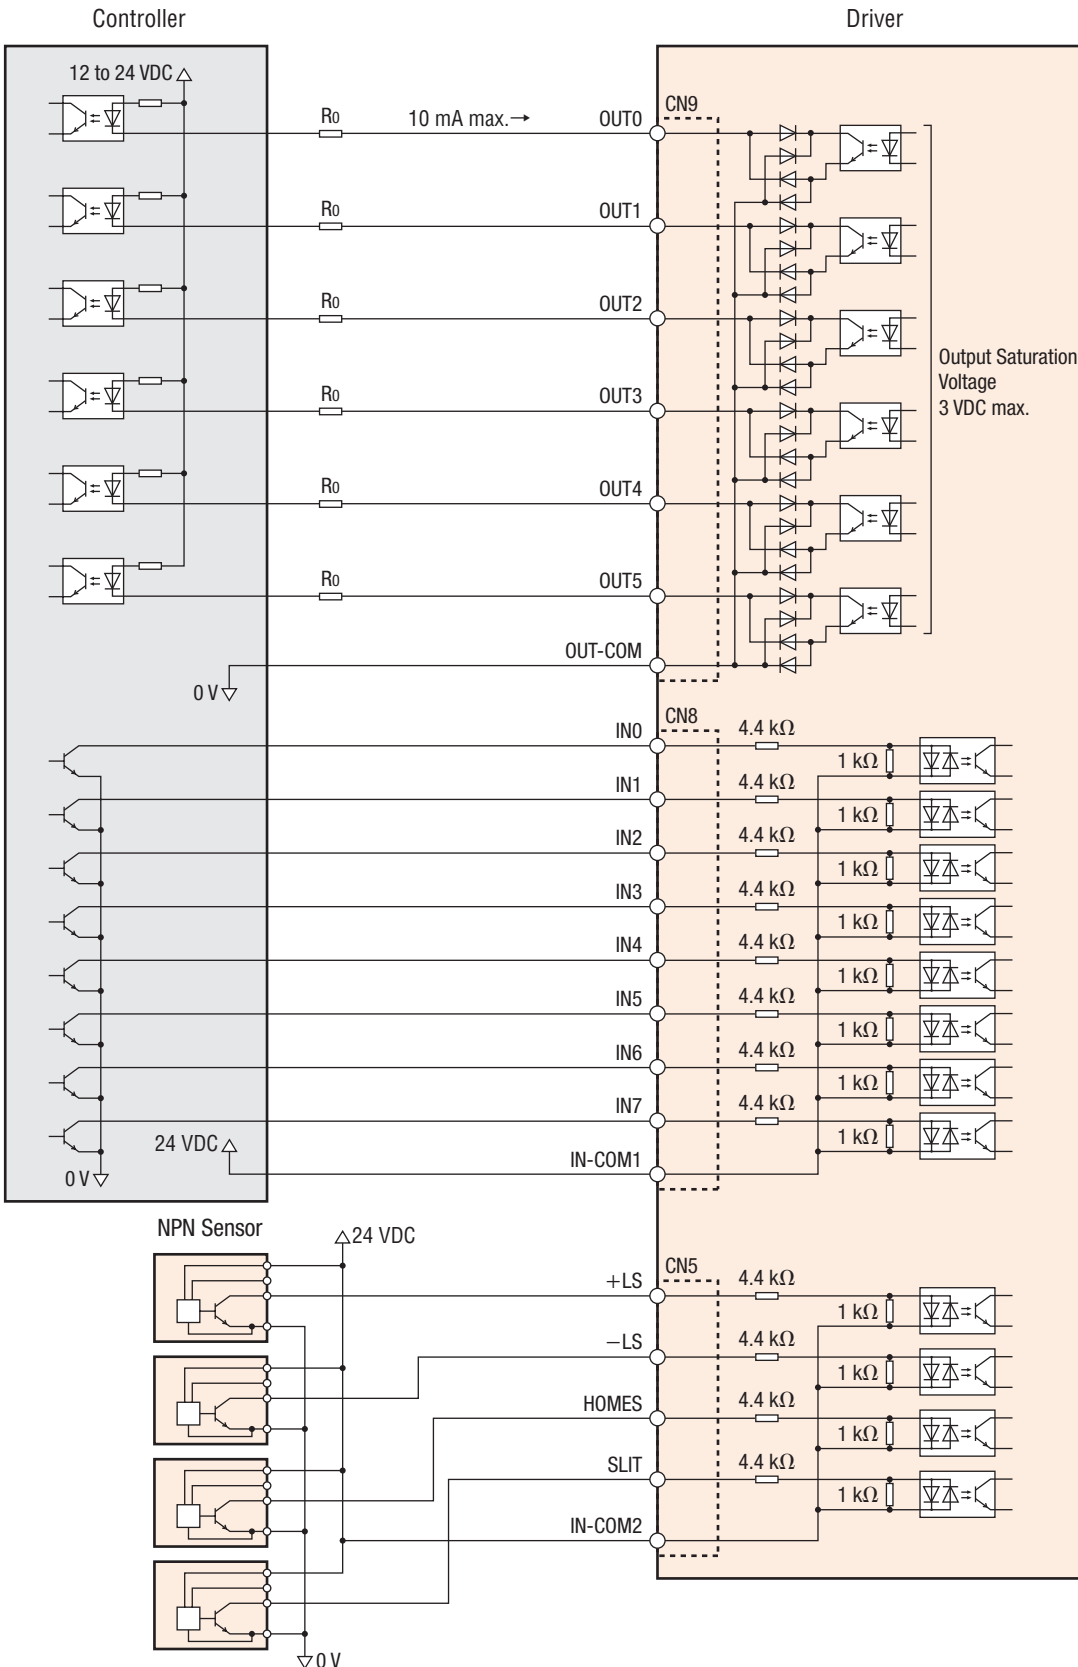 Controller
Driver
12 to 24 VDC
CN9
R0
10 mA max.→
OUT0
R0
OUT1
R0
OUT2
Output Saturation
Voltage
3 VDC max.
R0
OUT3
R0
OUT4
R0
OUT5
OUT-COM
0 V
CN8
IN0
4.4 kΩ
1 kΩ
IN1
4.4 kΩ
1 kΩ
IN2
4.4 kΩ
1 kΩ
IN3
4.4 kΩ
1 kΩ
IN4
4.4 kΩ
1 kΩ
IN5
4.4 kΩ
1 kΩ
IN6
4.4 kΩ
1 kΩ
IN7
4.4 kΩ
1 kΩ
24 VDC
IN-COM1
0 V
NPN Sensor
24 VDC
CN5
+LS
4.4 kΩ
1 kΩ
−LS
4.4 kΩ
1 kΩ
HOMES
4.4 kΩ
1 kΩ
SLIT
4.4 kΩ
1 kΩ
IN-COM2
0 V